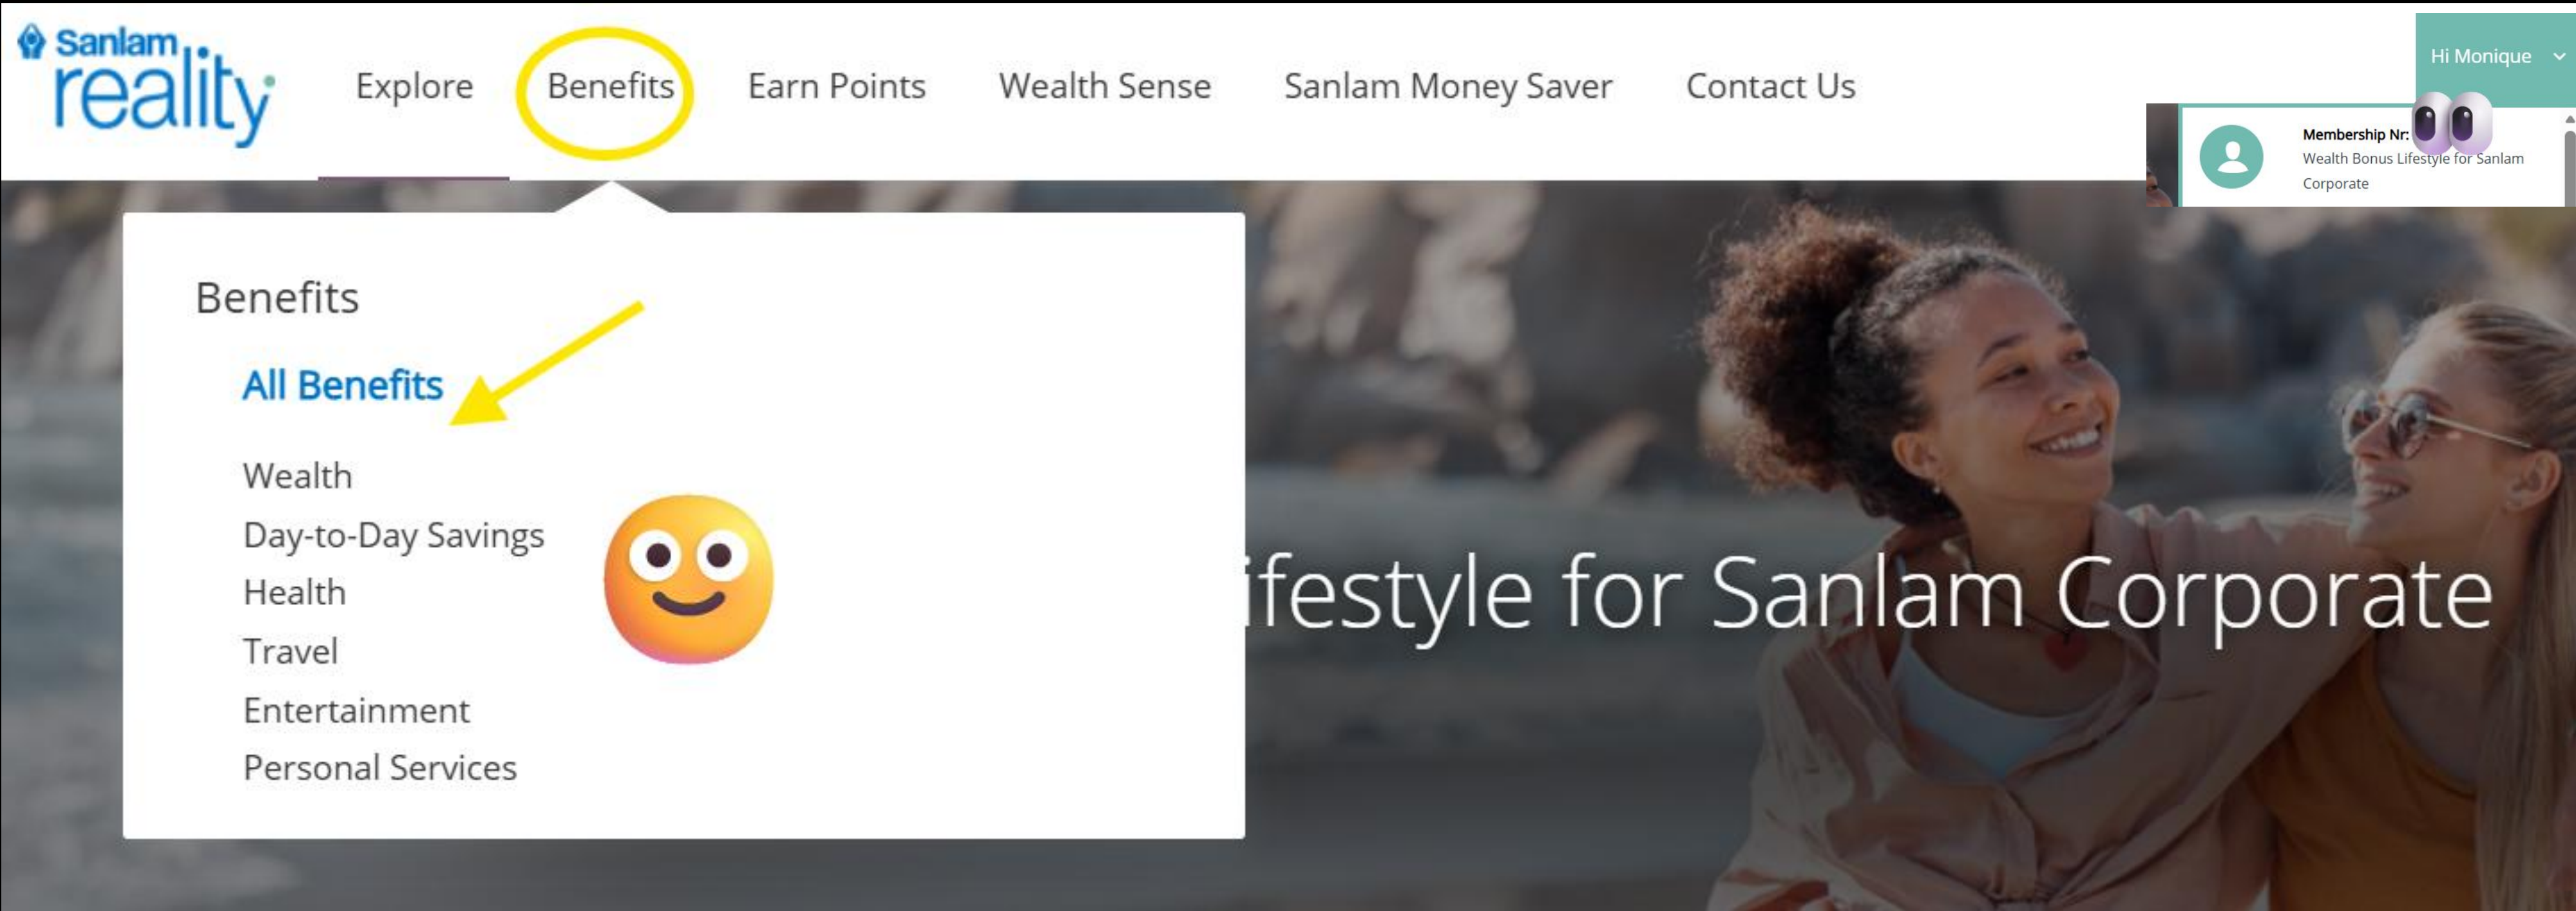 Sanlam
reality
Explore
Benefits
Earn Points
Wealth Sense
Sanlam Money Saver
Contact Us
Hi Monique
Membership Nr:
Wealth Bonus Lifestyle for Sanlam
Corporate
Benefits
All Benefits
Wealth
Day-to-Day Savings
Health
Travel
Entertainment
Personal Services
ifestyle for Sanlam Corporate